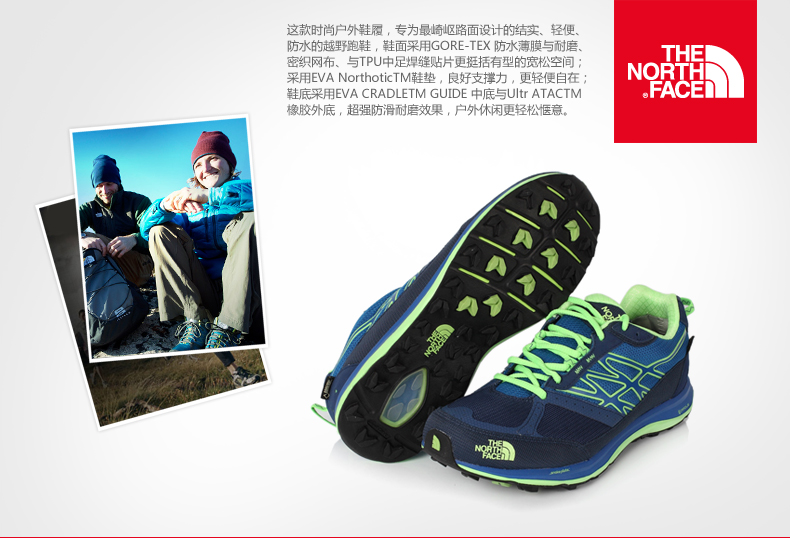 这款时尚户外鞋履，专为最崎岖路面设计的结实、轻便、
防水的越野跑鞋，鞋面采用GORE-TEX 防水薄膜与耐磨、
密织网布、与TPU中足焊缝贴片更挺括有型的宽松空间；
采用EVA NorthoticTM鞋垫，良好支撑力，更轻便自在；
鞋底采用EVA CRADLETM GUIDE 中底与Ultr ATACTM
橡胶外底，超强防滑耐磨效果，户外休闲更轻松惬意。
THE
NORTH
FACE®
THE
NORTH
FACE
THE
NORTH
FACE